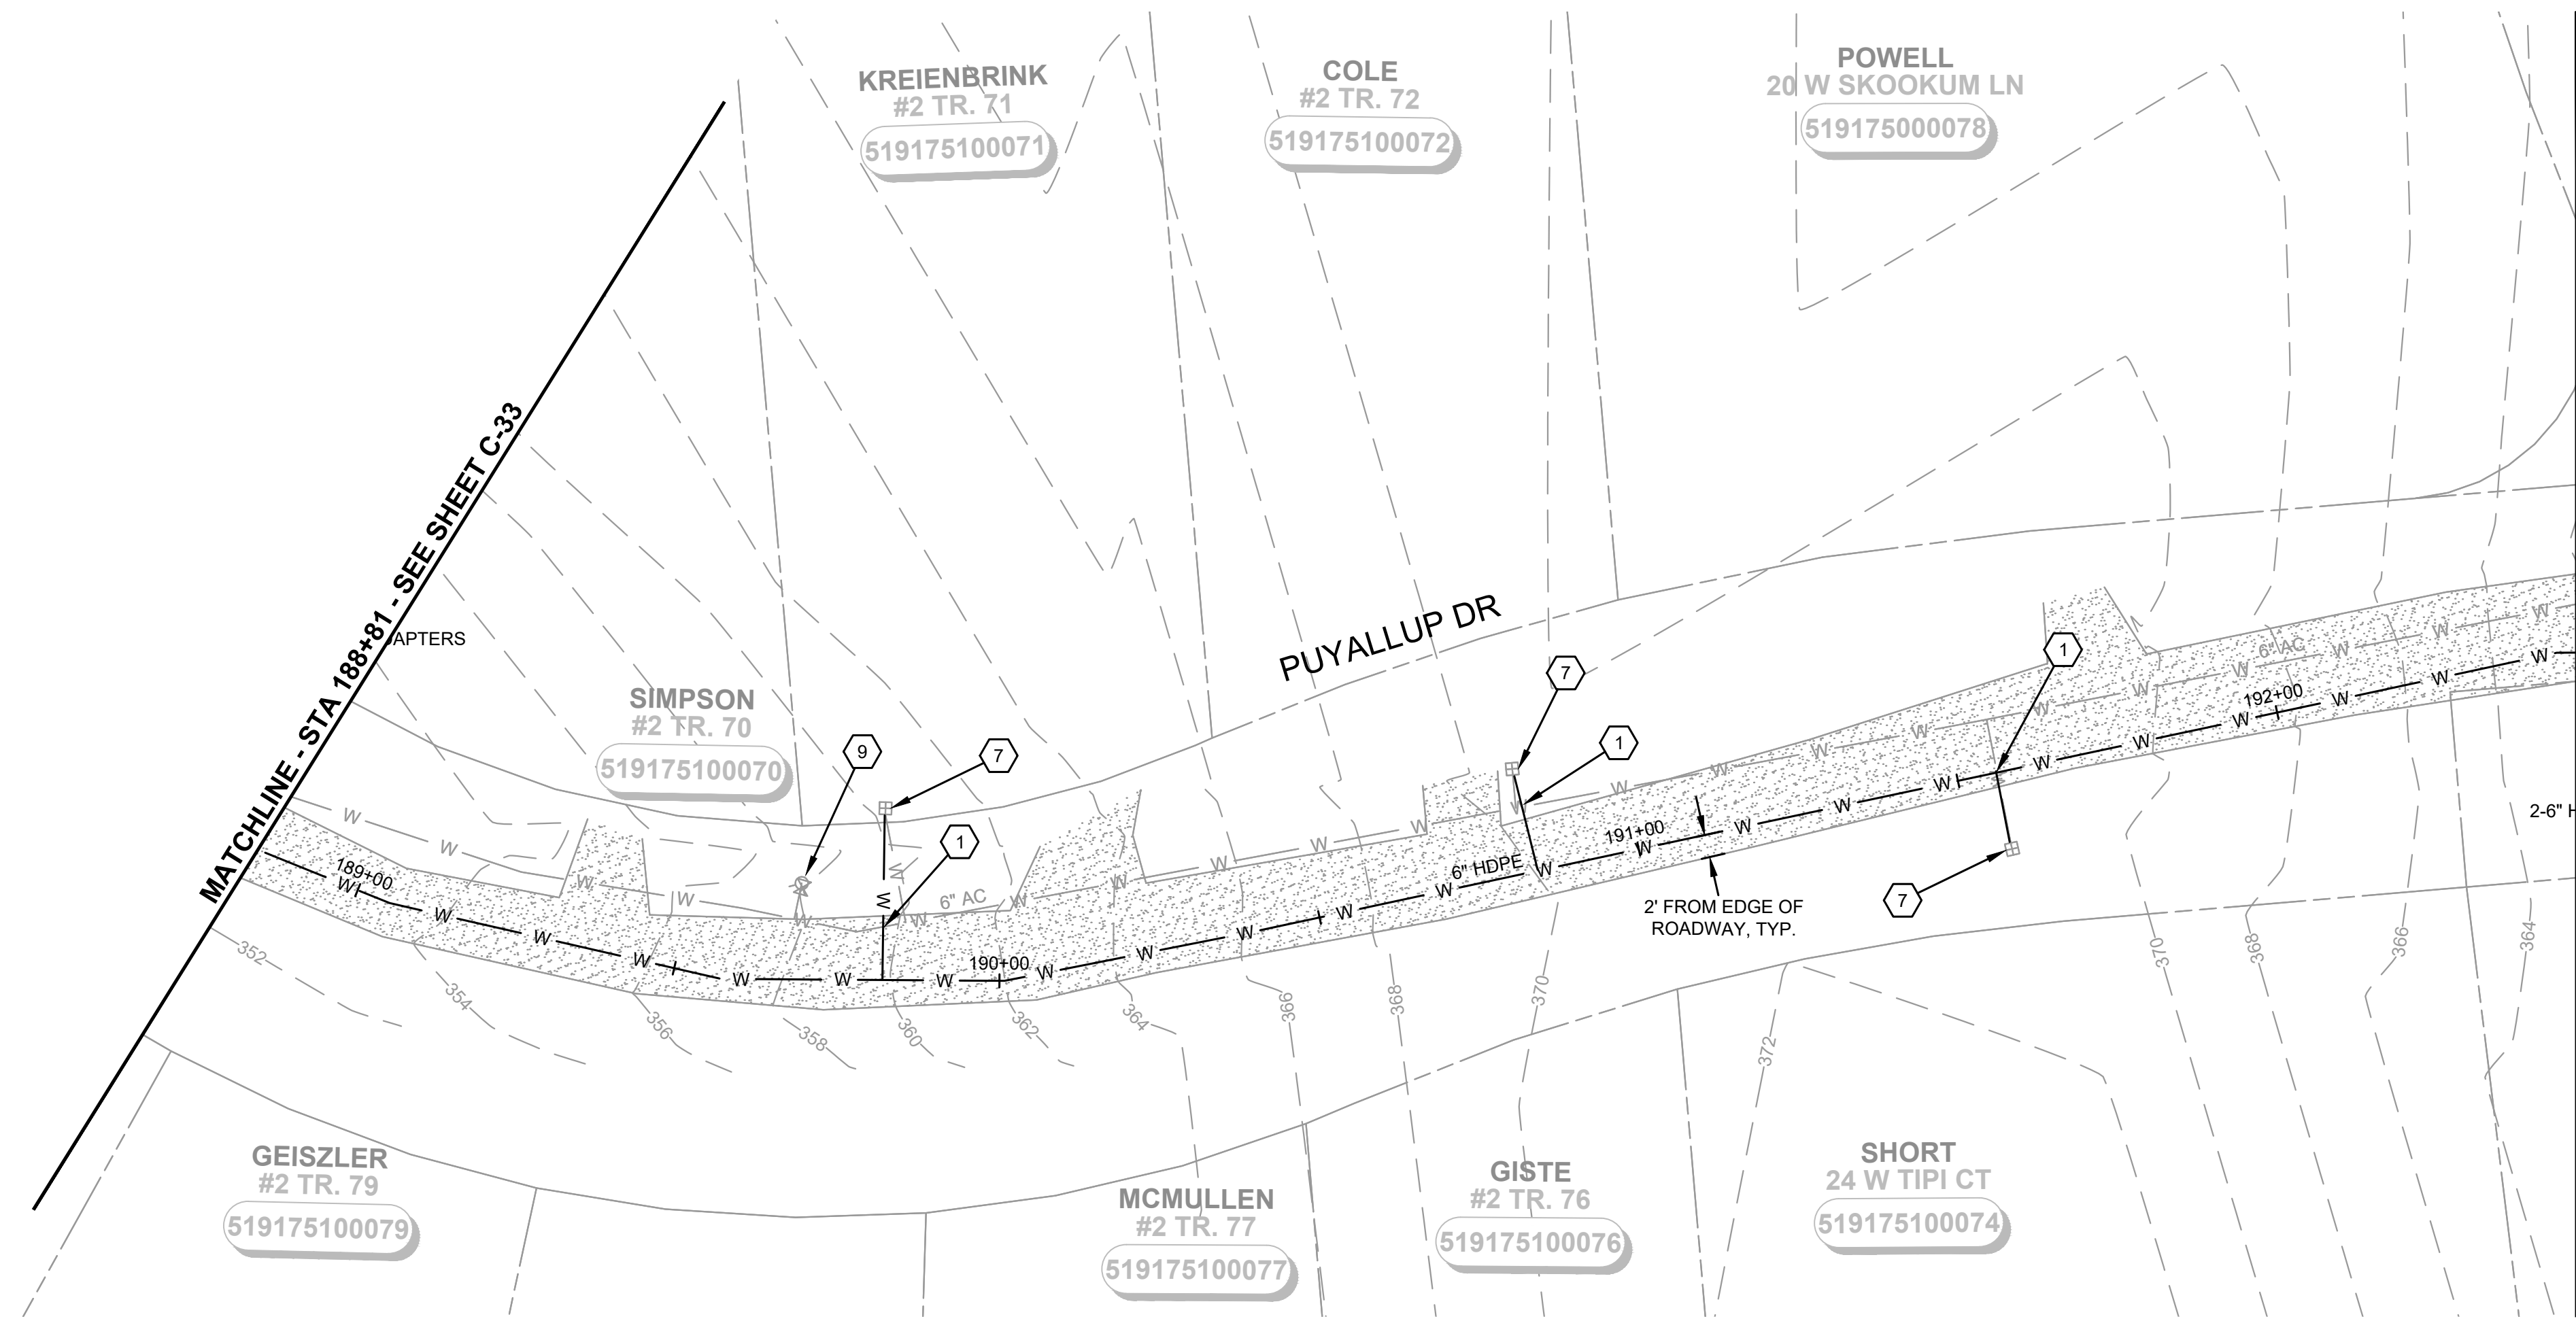 KREIENBRINK
#2 TR. 71
519175100071
COLE
#2 TR. 72
519175100072
POWELL
20 W SKOOKUM LN
519175000078
MATCHLINE - STA 188+81 - SEE SHEET C-33
APTERS
SIMPSON
#2 TR. 70
519175100070
PUYALLUP DR
9
7
1
7
1
1
7
189+00
190+00
191+00
192+00
W W W W W W W W W W W W W W W W W W W W W W W
6" AC
6" AC
6" HDPE
2' FROM EDGE OF
ROADWAY, TYP.
2-6" H
352
354
356
358
360
362
364
366
368
370
372
370
368
366
364
GEISZLER
#2 TR. 79
519175100079
MCMULLEN
#2 TR. 77
519175100077
GISTE
#2 TR. 76
519175100076
SHORT
24 W TIPI CT
519175100074